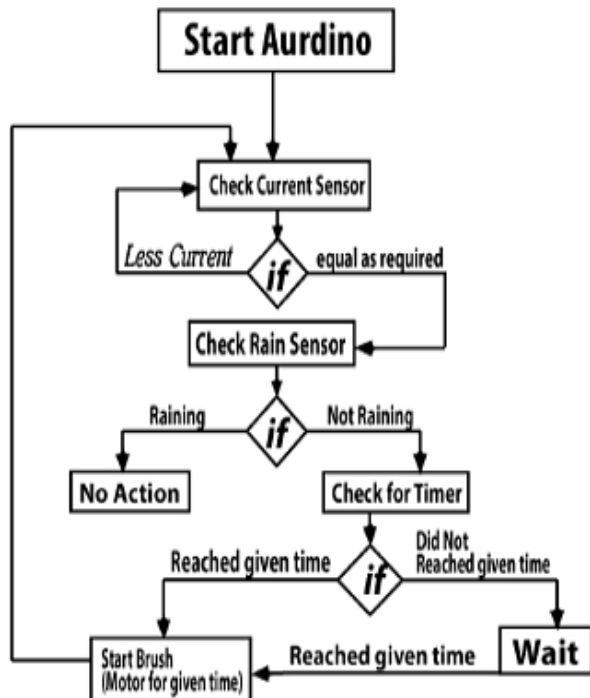 Start Aurdino
Check Current Sensor
Less Current
if
equal as required
Check Rain Sensor
Raining
if
Not Raining
No Action
Check for Timer
Reached given time
if
Did Not
Reached given time
Start Brush
(Motor for given time)
Reached given time
Wait